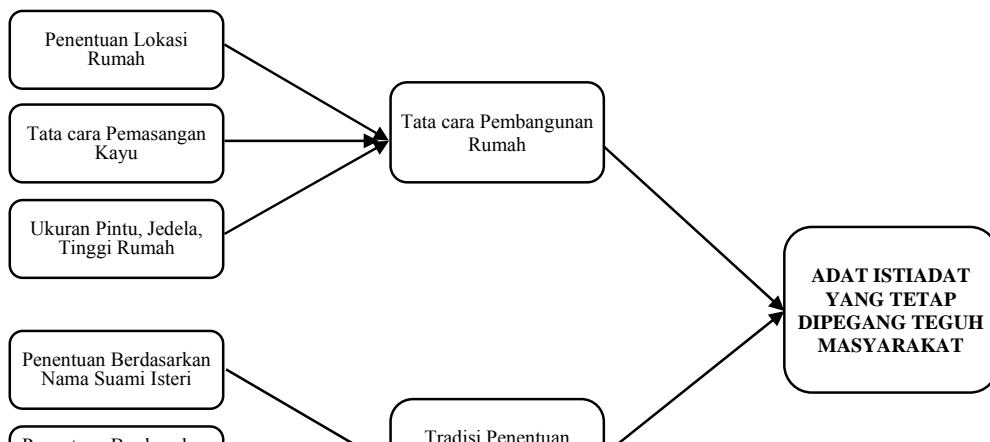 Penentuan Lokasi
Rumah
Tata cara Pemasangan
Kayu
Ukuran Pintu, Jedela,
Tinggi Rumah
Tata cara Pembangunan
Rumah
ADAT ISTIADAT
YANG TETAP
DIPEGANG TEGUH
MASYARAKAT
Penentuan Berdasarkan
Nama Suami Isteri
Tradisi Penentuan